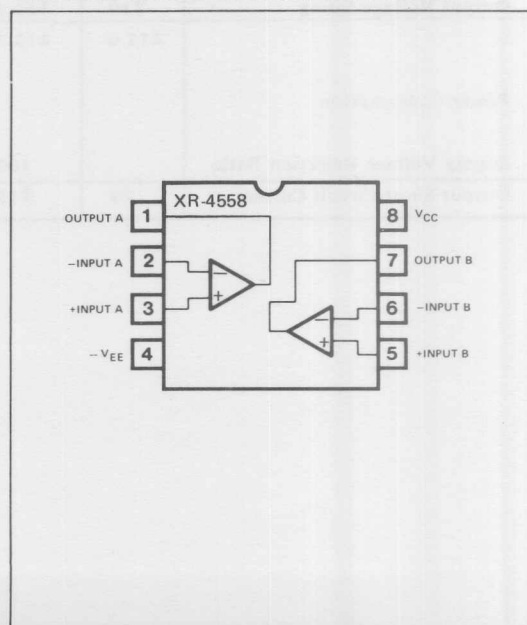 XR-4558
OUTPUT A 1
−INPUT A 2
+INPUT A 3
− VEE 4
8 VCC
7 OUTPUT B
6 −INPUT B
5 +INPUT B
−
+
−
+